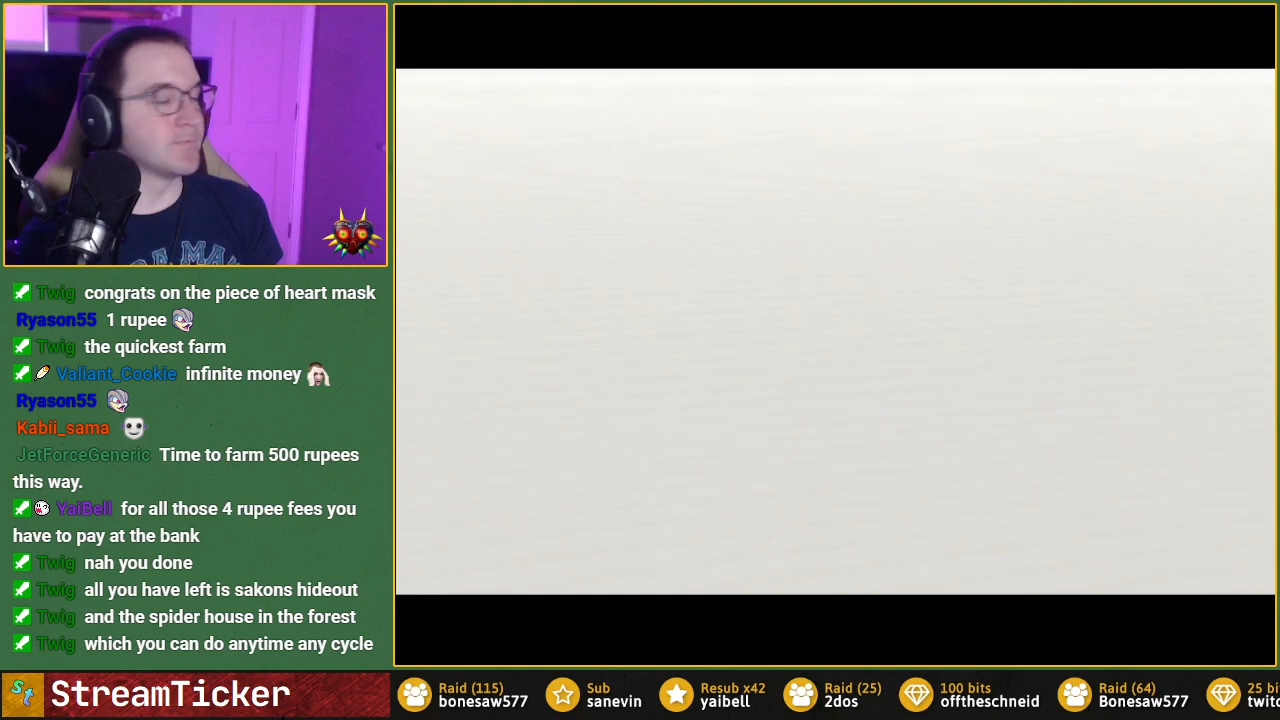 Twig congrats on the piece of heart mask
Ryason55 1 rupee
Twig the quickest farm
Valiant_Cookie infinite money
Ryason55
Kabii_sama
JetForceGeneric Time to farm 500 rupees
this way.
YaiBell for all those 4 rupee fees you
have to pay at the bank
Twig nah you done
Twig all you have left is sakons hideout
Twig and the spider house in the forest
Twig which you can do anytime any cycle
St StreamTicker
Raid (115)
bonesaw577
Sub
sanevin
Resub x42
yaibell
Raid (25)
2dos
100 bits
offtheschneid
Raid (64)
Bonesaw577
25 bi
twit